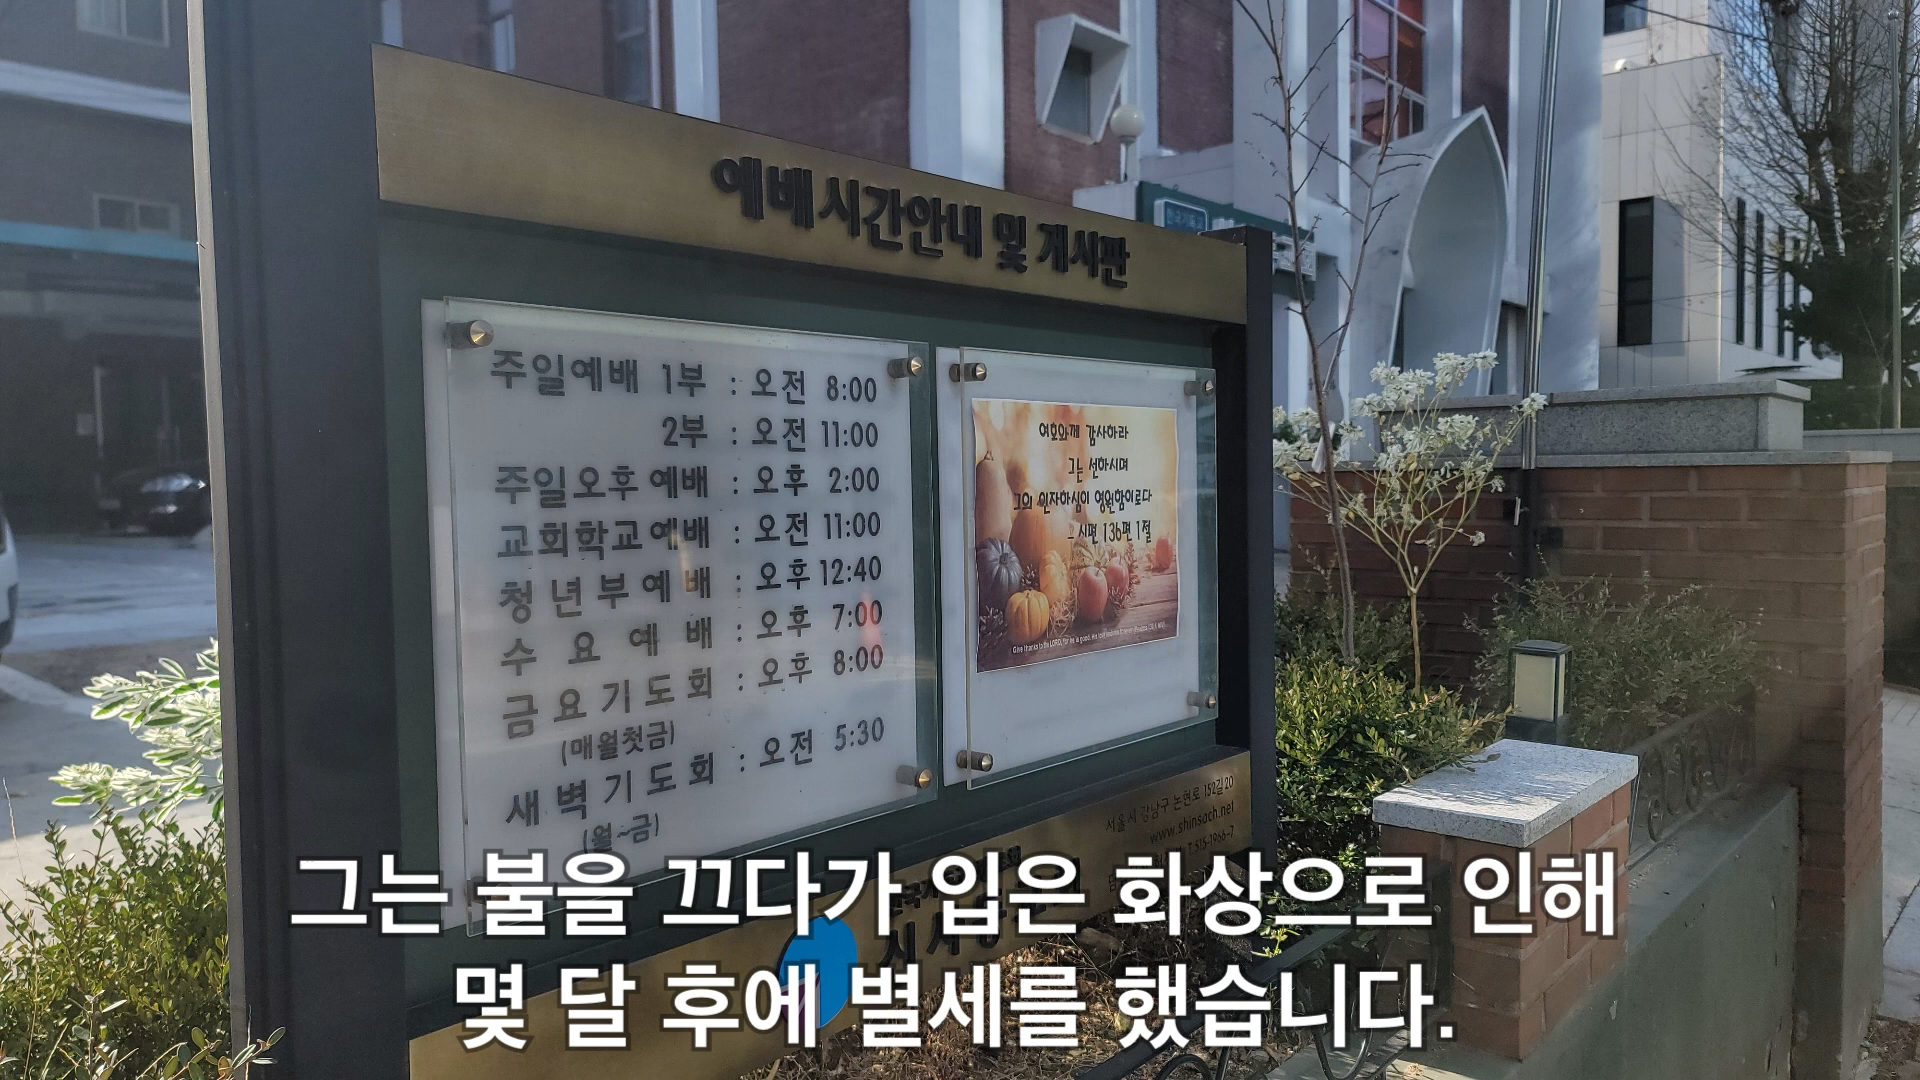 예배시간안내 및 게시판
주일예배 1부 : 오전 8:00
2부 : 오전 11:00
주일오후예배 : 오후 2:00
교회학교예배 : 오전 11:00
청년부예배 : 오후 12:40
수요예배 : 오후 7:00
금요기도회 : 오후 8:00
(매월첫금)
새벽기도회 : 오전 5:30
(월~금)
여호와께 감사하라
그는 선하시며
그의 인자하심이 영원함이로다
- 시편 136편 1절
서울시 강남구 논현로 152길20
www.shinsach.net
T 515-1966~7
그는 불을 끄다가 입은 화상으로 인해
몇 달 후에 별세를 했습니다.